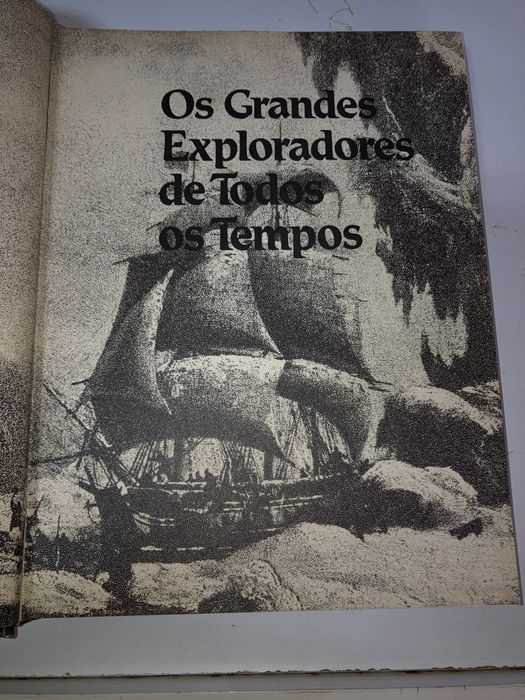 Os Grandes
Exploradores
de Todos
os Tempos